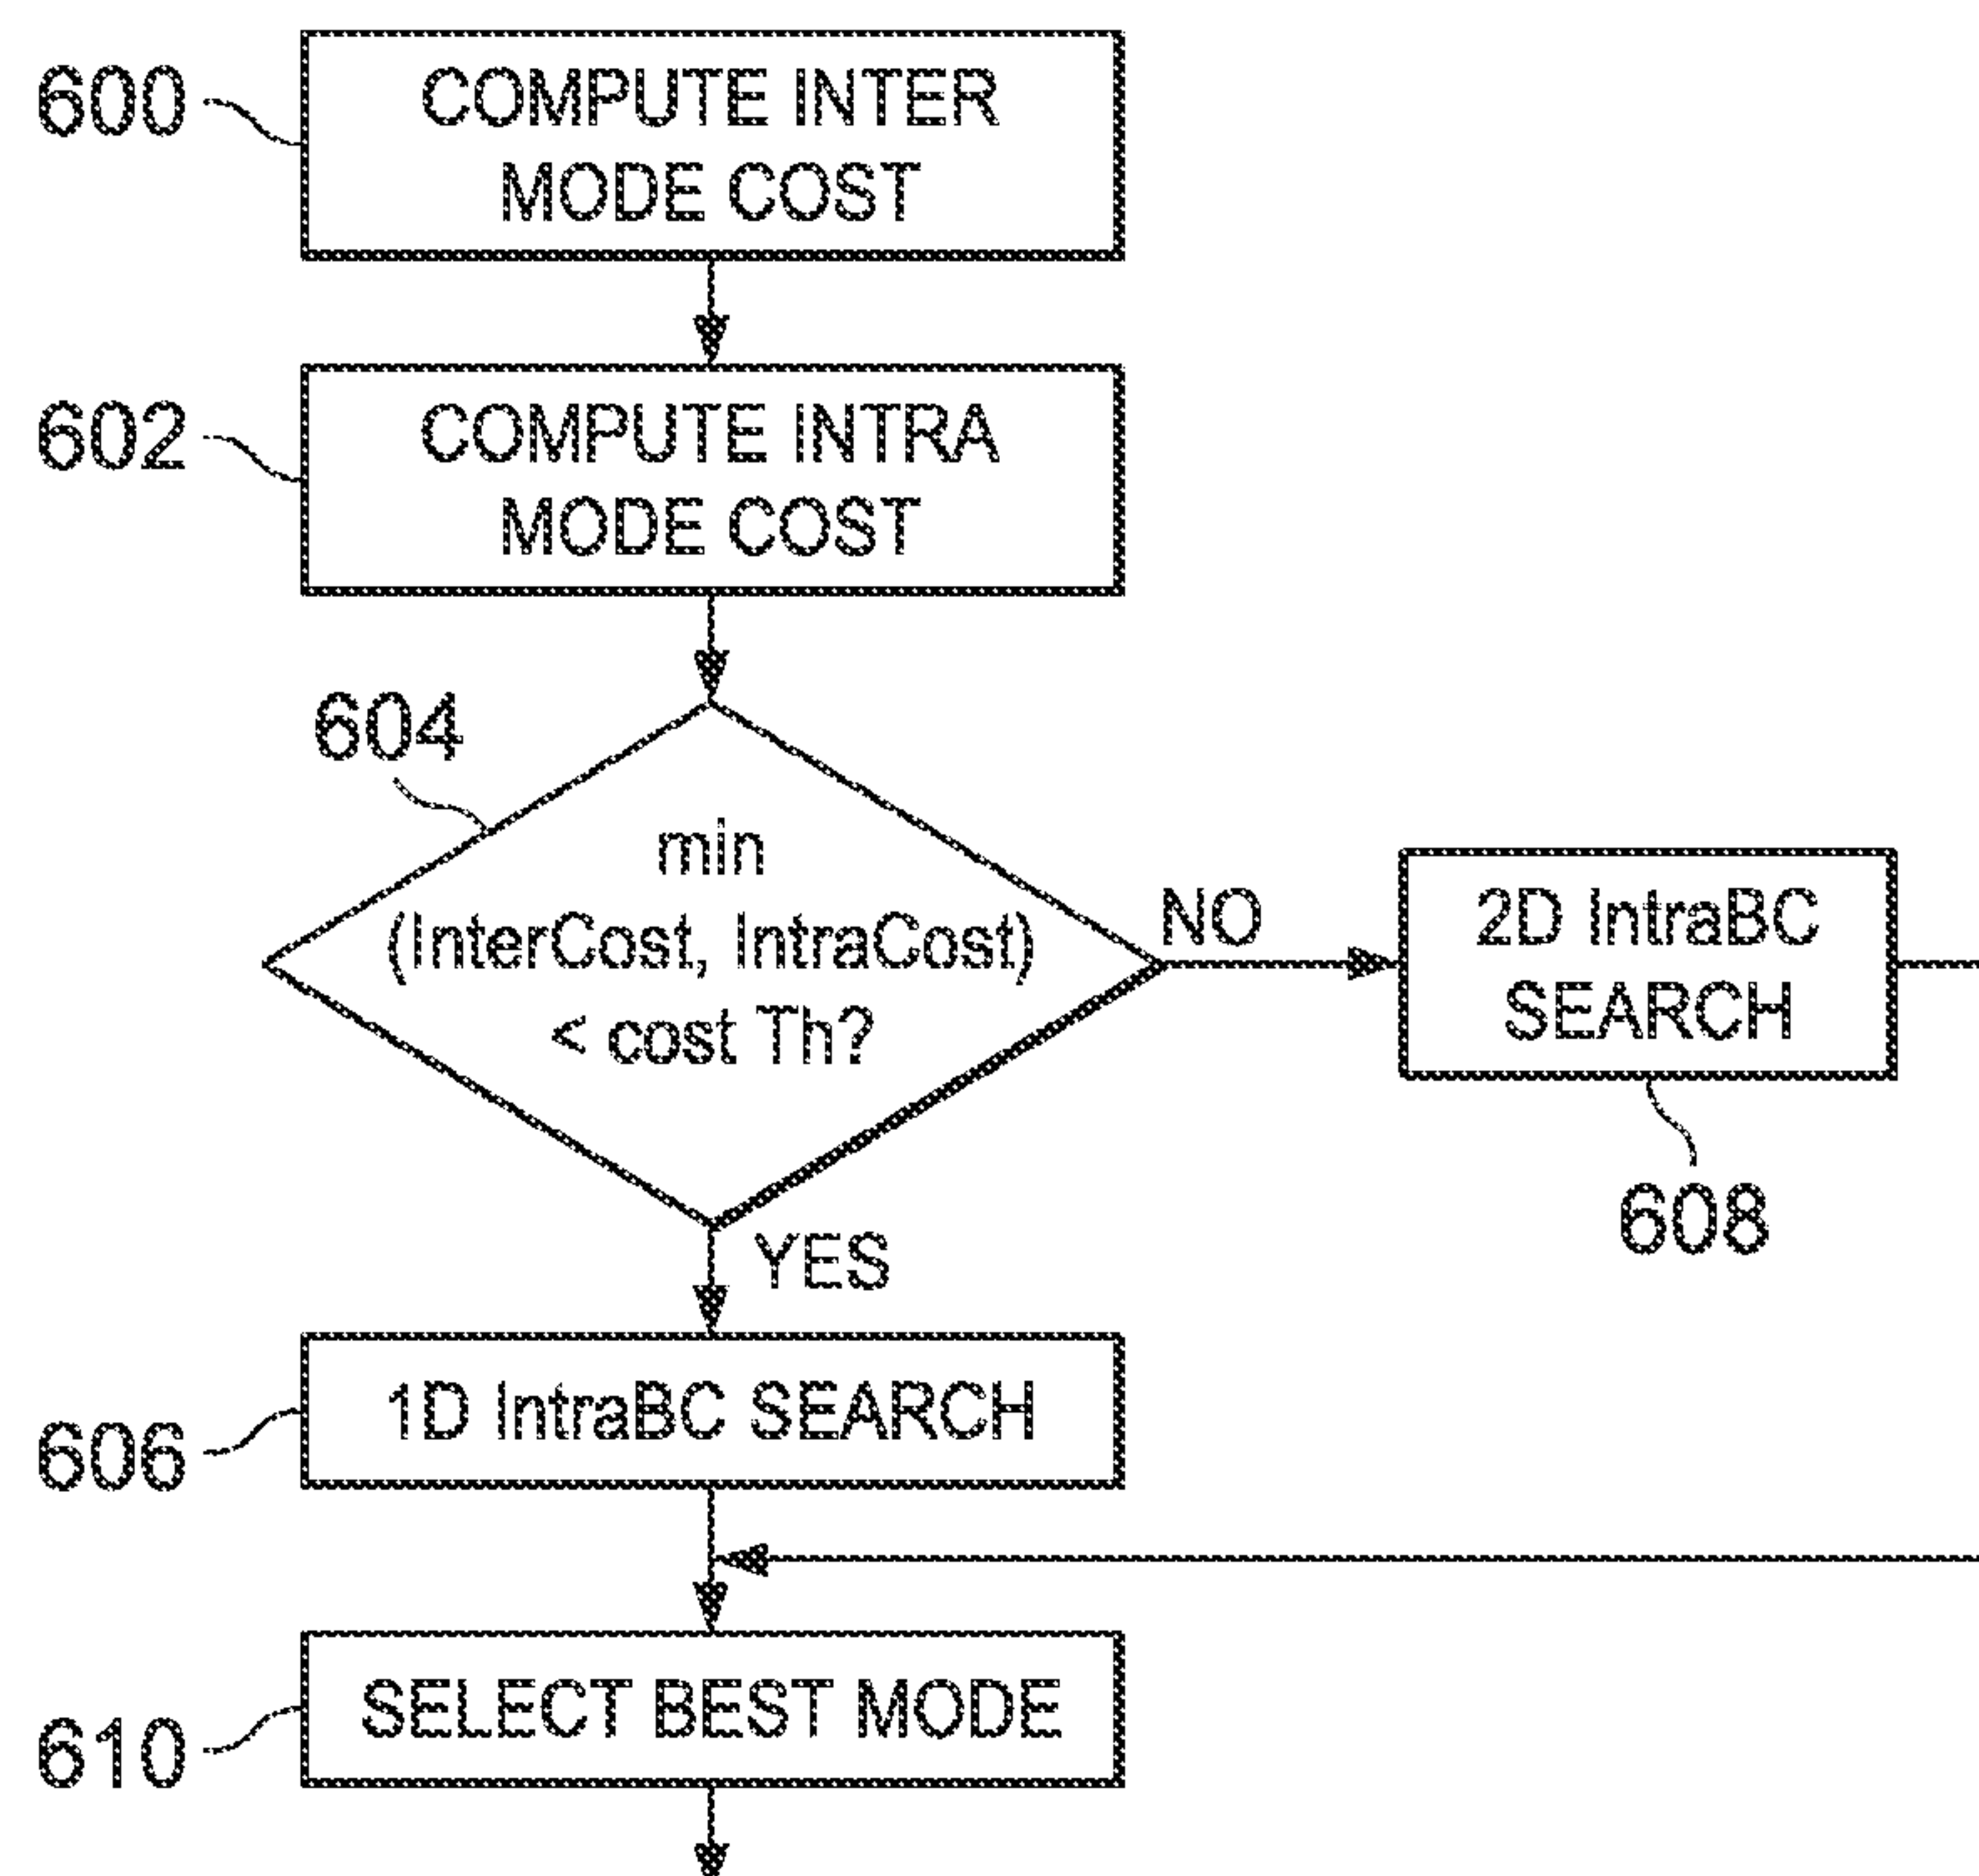 600
COMPUTE INTER
MODE COST
602
COMPUTE INTRA
MODE COST
604
min
(InterCost, IntraCost)
< cost Th?
NO
2D IntraBC
SEARCH
608
YES
606
1D IntraBC SEARCH
610
SELECT BEST MODE